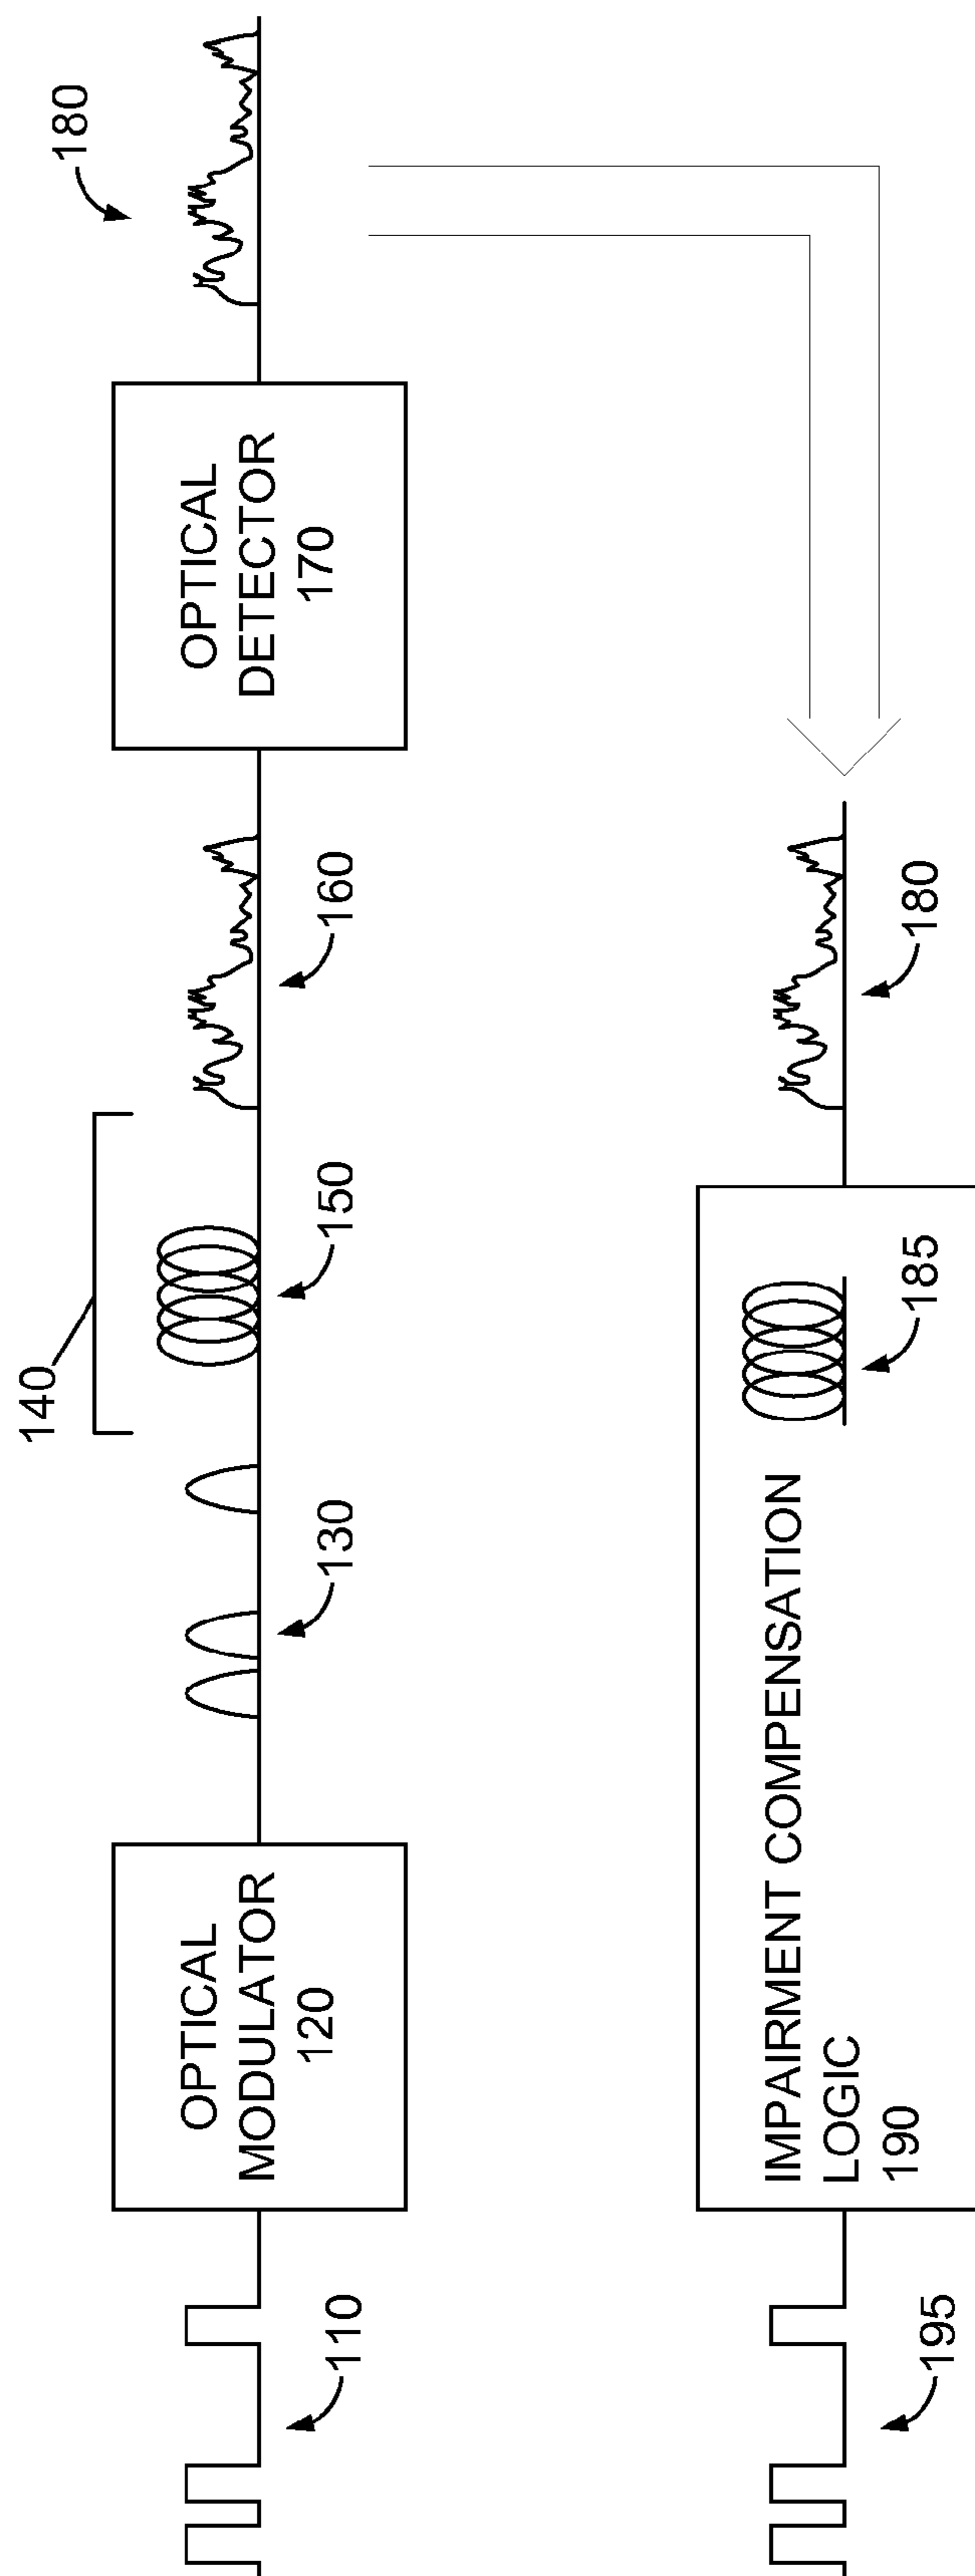 110
OPTICAL
MODULATOR
120
130
140
150
160
OPTICAL
DETECTOR
170
180
195
IMPAIRMENT COMPENSATION
LOGIC
190
185
180